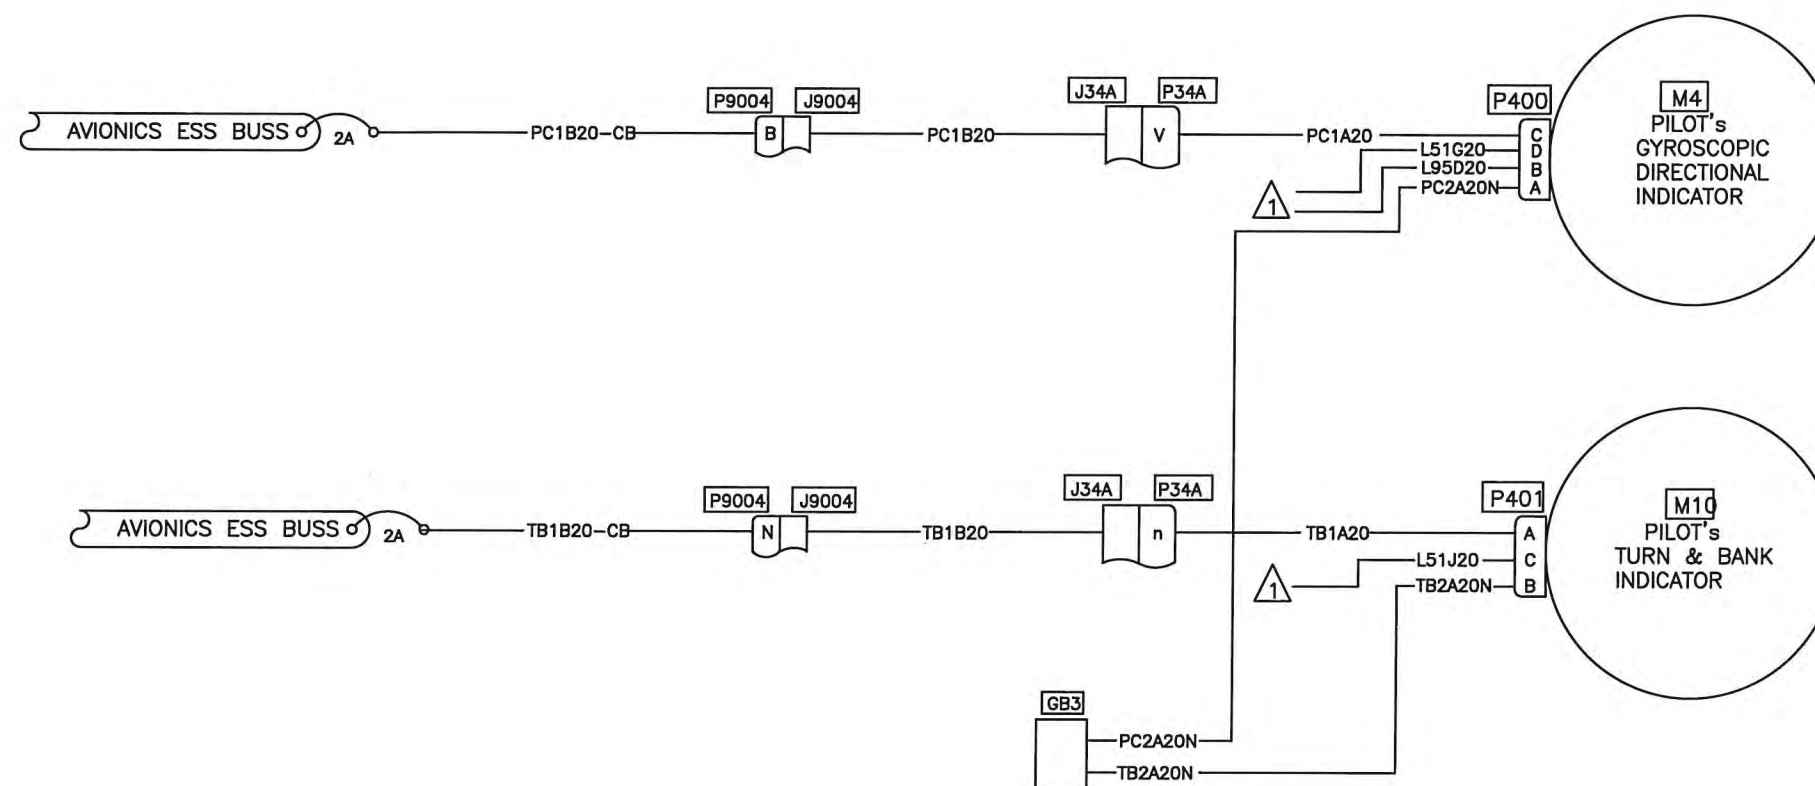 AVIONICS ESS BUSS
2A
PC1B20-CB
P9004
J9004
B
PC1B20
J34A
P34A
V
PC1A20
L51G20
L95D20
PC2A20N
1
P400
C
D
B
A
M4
PILOT's
GYROSCOPIC
DIRECTIONAL
INDICATOR
AVIONICS ESS BUSS
2A
TB1B20-CB
P9004
J9004
N
TB1B20
J34A
P34A
n
TB1A20
L51J20
TB2A20N
1
P401
A
C
B
M10
PILOT's
TURN & BANK
INDICATOR
GB3
PC2A20N
TB2A20N